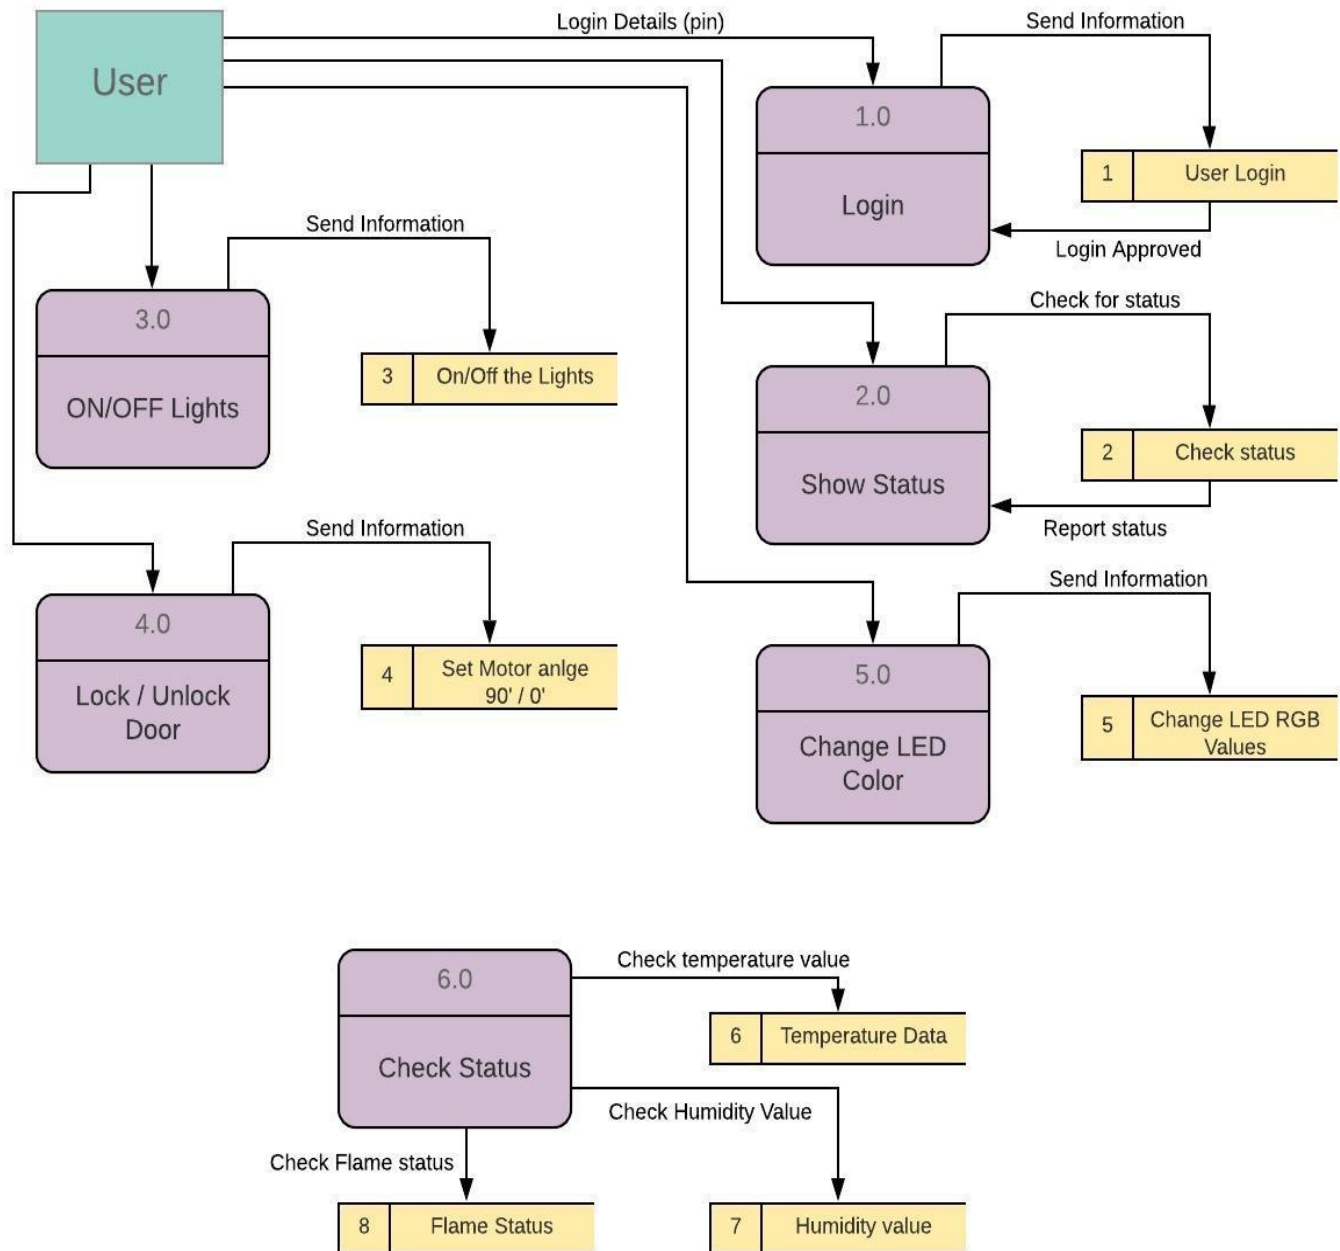 Login Details (pin)
Send Information
User
1.0
Login
1
User Login
Login Approved
Send Information
3.0
ON/OFF Lights
3
On/Off the Lights
Check for status
2.0
Show Status
2
Check status
Report status
Send Information
4.0
Lock / Unlock
Door
4
Set Motor anlge
90' / 0'
Send Information
5.0
Change LED
Color
5
Change LED RGB
Values
6.0
Check Status
Check temperature value
6
Temperature Data
Check Humidity Value
Check Flame status
8
Flame Status
7
Humidity value